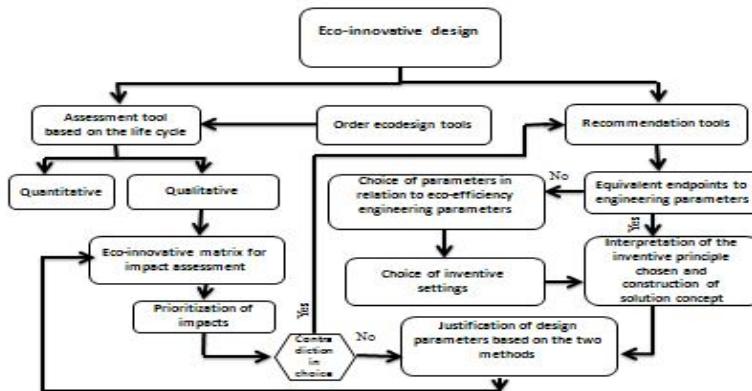 Eco-innovative design
Assessment tool
based on the life cycle
Order ecodesign tools
Recommendation tools
Quantitative
Qualitative
No
Choice of parameters in
relation to eco-efficiency
engineering parameters
Equivalent endpoints to
engineering parameters
Yes
Eco-innovative matrix for
impact assessment
Choice of inventive
settings
Interpretation of the
inventive principle
chosen and
construction of
solution concept
Prioritization of
impacts
Yes
Contra
diction in
choice
No
Justification of design
parameters based on the two
methods